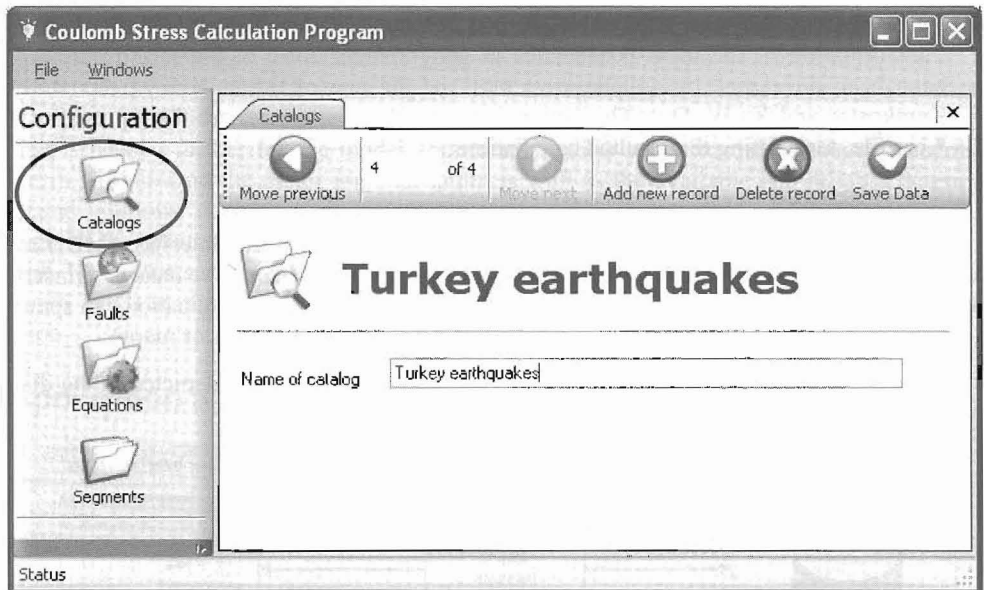 Coulomb Stress Calculation Program
File Windows
Configuration
Catalogs
Faults
Equations
Segments
Catalogs
Move previous
4 of 4
Move next
Add new record
Delete record
Save Data
Turkey earthquakes
Name of catalog
Turkey earthquakes
Status